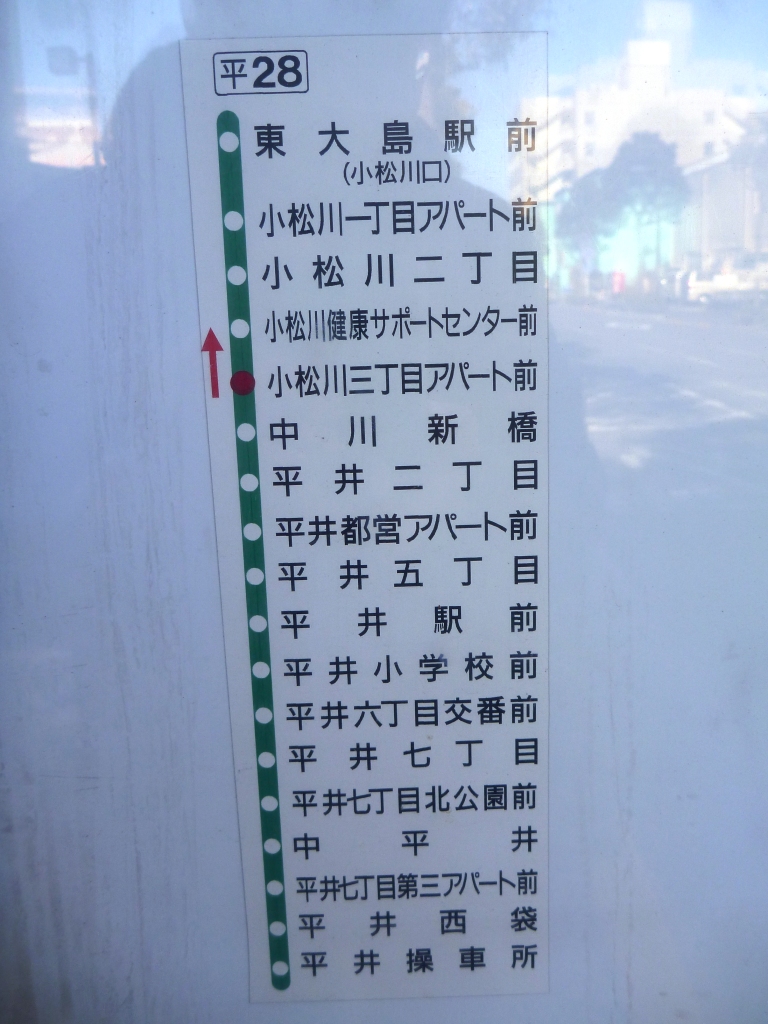 平28
東大島駅前
(小松川口)
小松川一丁目アパート前
小松川二丁目
小松川健康サポートセンター前
小松川三丁目アパート前
中川新橋
平井二丁目
平井都営アパート前
平井五丁目
平井駅前
平井小学校前
平井六丁目交番前
平井七丁目
平井七丁目北公園前
中平井
平井七丁目第三アパート前
平井西袋
平井操車所